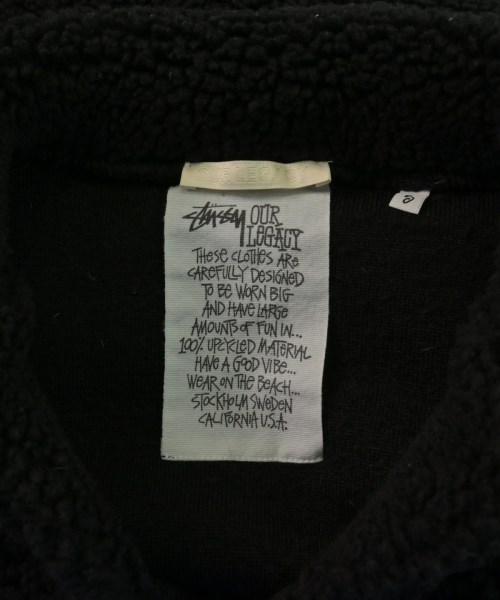 STÜSSY OUR
LEGACY
THESE CLOTHES ARE
CAREFULLY DESIGNED
TO BE WORN BIG
AND HAVE LARGE
AMOUNTS OF FUN IN...
100% UPCYCLED MATERIAL
HAVE A GOOD VIBE...
WEAR ON THE BEACH...
STOCKHOLM SWEDEN
CALIFORNIA U.S.A.